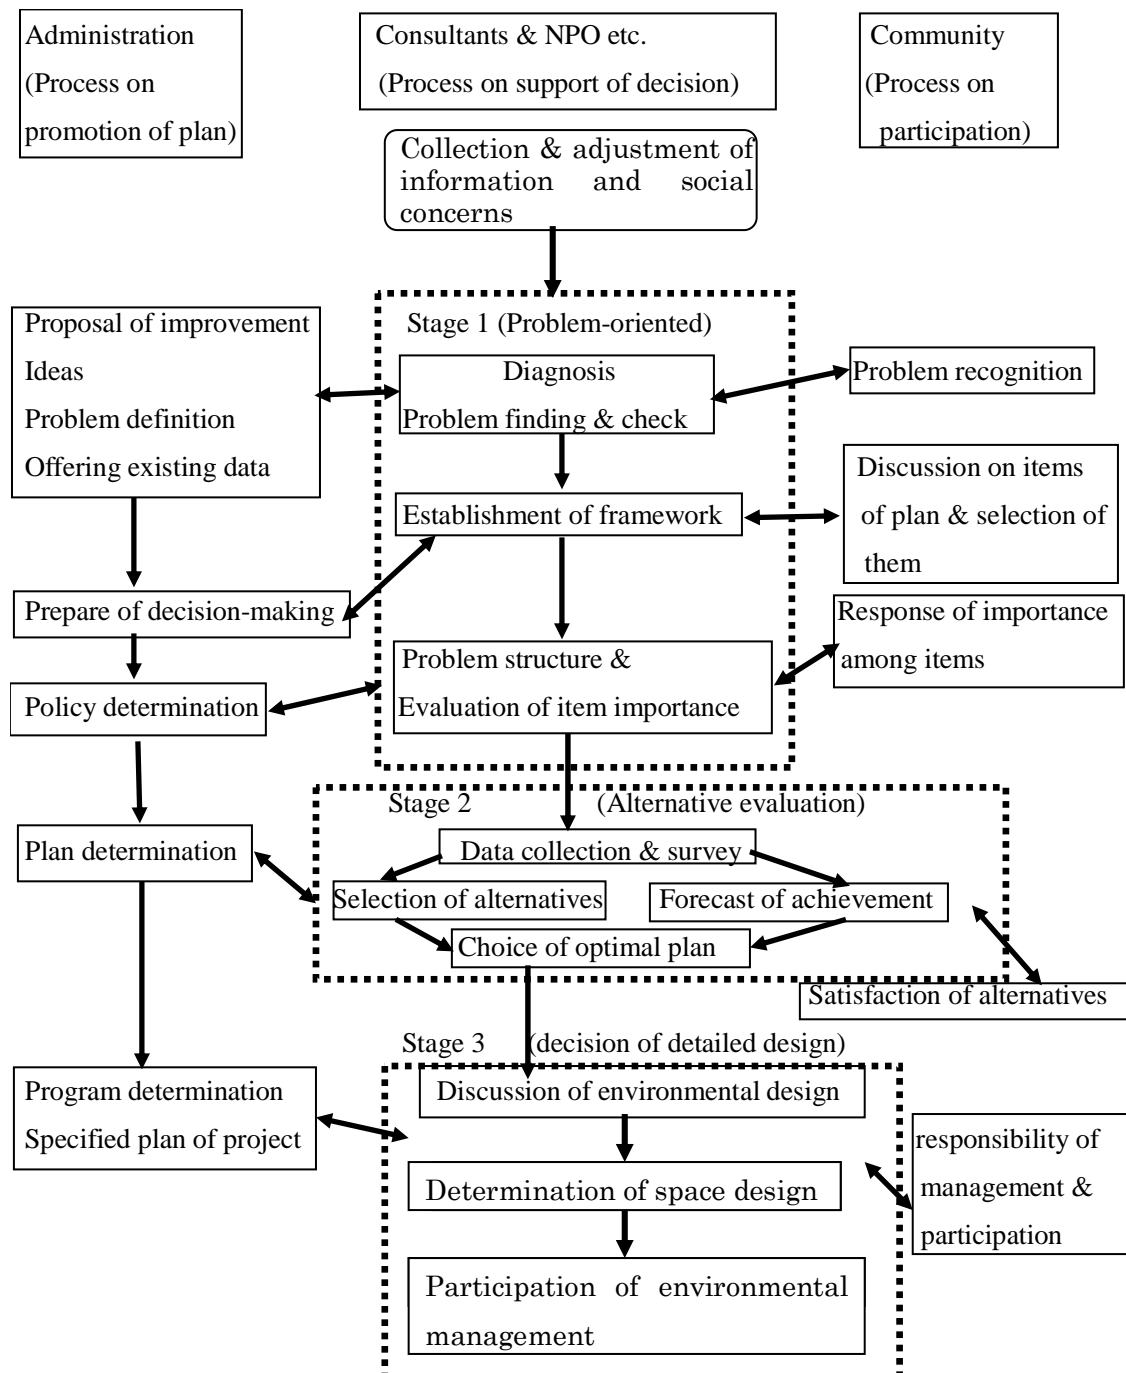 Administration
(Process on
promotion of plan)
Consultants & NPO etc.
(Process on support of decision)
Community
(Process on
participation)
Collection & adjustment of
information and social
concerns
Stage 1 (Problem-oriented)
Proposal of improvement
Ideas
Problem definition
Offering existing data
Diagnosis
Problem finding & check
Problem recognition
Establishment of framework
Discussion on items
of plan & selection of
them
Prepare of decision-making
Problem structure &
Evaluation of item importance
Response of importance
among items
Policy determination
Stage 2 (Alternative evaluation)
Plan determination
Data collection & survey
Selection of alternatives
Forecast of achievement
Choice of optimal plan
Satisfaction of alternatives
Stage 3 (decision of detailed design)
Program determination
Specified plan of project
Discussion of environmental design
Determination of space design
Participation of environmental
management
responsibility of
management &
participation